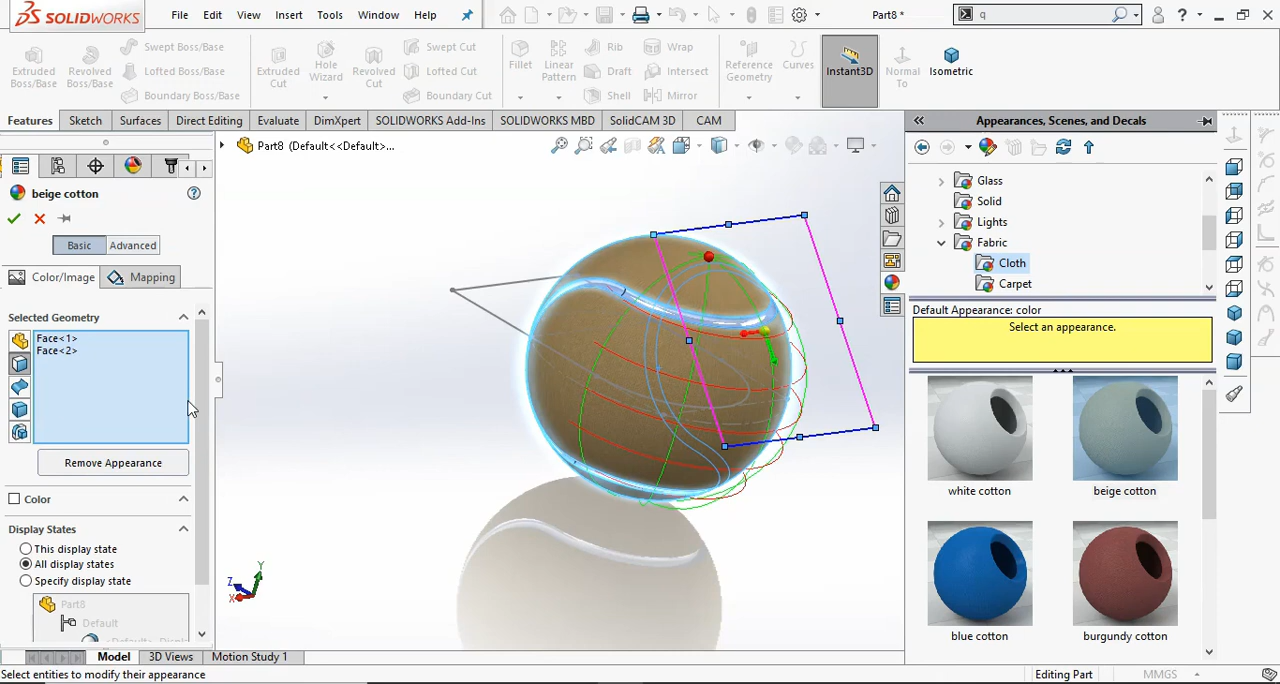 SOLIDWORKS File Edit View Insert Tools Window Help Part8 * q ?
Extruded Boss/Base
Revolved Boss/Base
Swept Boss/Base
Lofted Boss/Base
Boundary Boss/Base
Extruded Cut
Hole Wizard
Revolved Cut
Swept Cut
Lofted Cut
Boundary Cut
Fillet
Linear Pattern
Rib
Draft
Shell
Wrap
Intersect
Mirror
Reference Geometry
Curves
Instant3D
Normal To
Isometric
Features Sketch Surfaces Direct Editing Evaluate DimXpert SOLIDWORKS Add-Ins SOLIDWORKS MBD SolidCAM 3D CAM
Appearances, Scenes, and Decals
Part8 (Default<<Default>...
beige cotton
Basic Advanced
Color/Image Mapping
Selected Geometry
Face<1>
Face<2>
Remove Appearance
Color
Display States
This display state
All display states
Specify display state
Part8
Default
Y
Z
X
Glass
Solid
Lights
Fabric
Cloth
Carpet
Default Appearance: color
Select an appearance.
white cotton
beige cotton
blue cotton
burgundy cotton
Model 3D Views Motion Study 1
Select entities to modify their appearance
Editing Part
MMGS